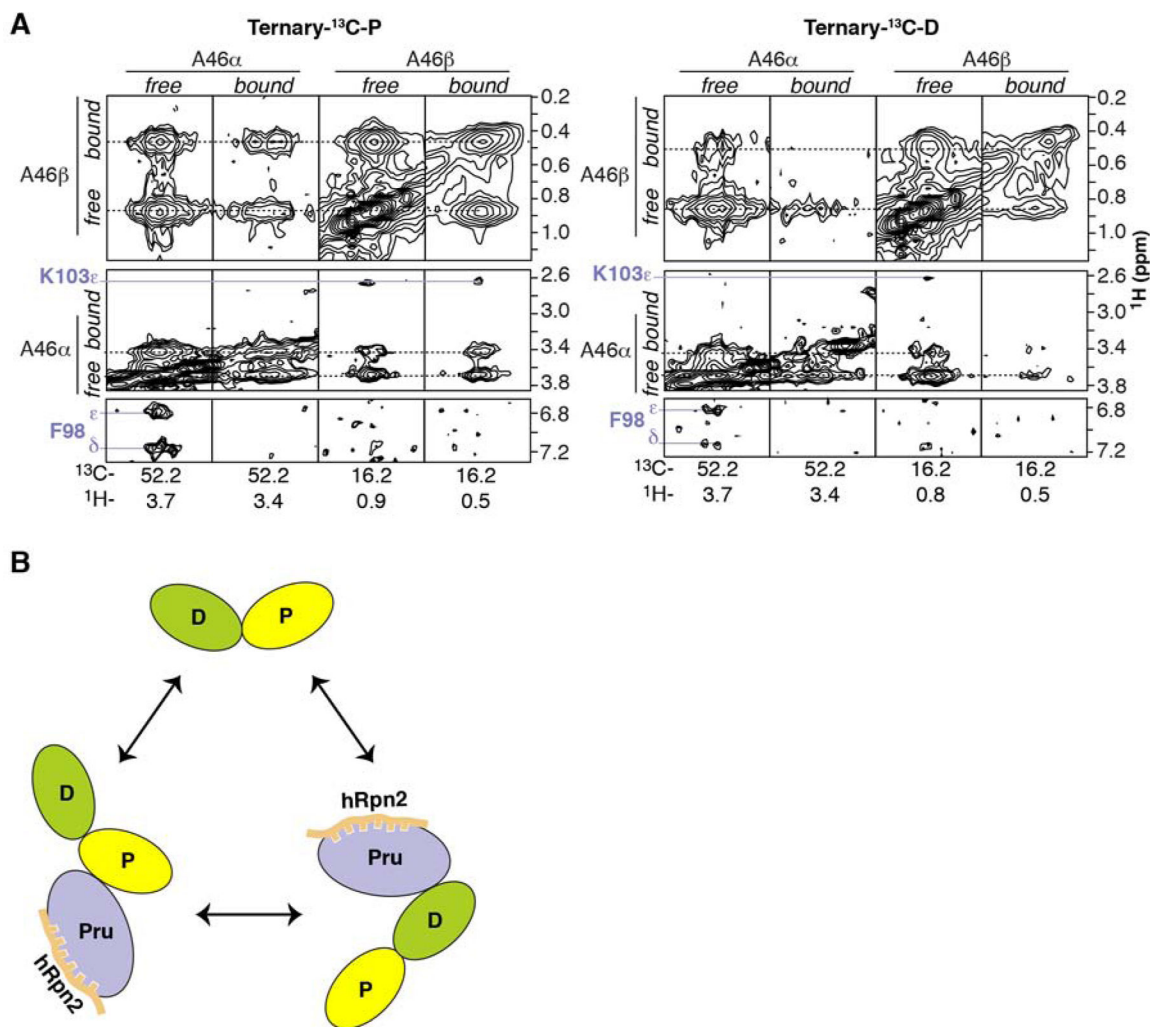 A
Ternary-¹³C-P
Ternary-¹³C-D
A46α
A46β
A46α
A46β
free
bound
free
bound
free
bound
free
bound
A46β
free
bound
0.2
0.4
0.6
0.8
1.0
A46β
free
bound
0.2
0.4
0.6
0.8
1.0
K103ε
A46α
free
bound
2.6
3.0
3.4
3.8
K103ε
A46α
free
bound
2.6
3.0
3.4
3.8
¹H (ppm)
F98
ε
δ
6.8
7.2
F98
ε
δ
6.8
7.2
¹³C-
52.2
52.2
16.2
16.2
¹H-
3.7
3.4
0.9
0.5
¹³C-
52.2
52.2
16.2
16.2
¹H-
3.7
3.4
0.8
0.5
B
D
P
D
P
Pru
hRpn2
hRpn2
Pru
D
P